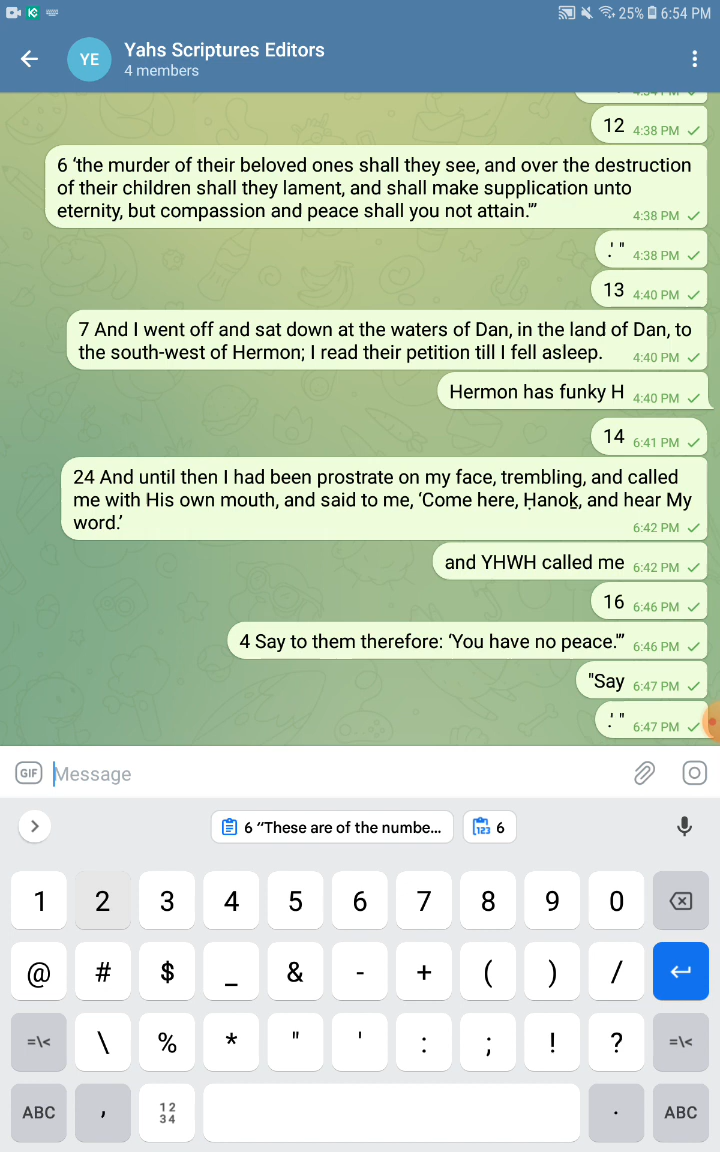 25% 6:54 PM
YE
Yahs Scriptures Editors
4 members
12 4:38 PM
6 ‘the murder of their beloved ones shall they see, and over the destruction
of their children shall they lament, and shall make supplication unto
eternity, but compassion and peace shall you not attain.'” 4:38 PM
.' " 4:38 PM
13 4:40 PM
7 And I went off and sat down at the waters of Dan, in the land of Dan, to
the south-west of Hermon; I read their petition till I fell asleep. 4:40 PM
Hermon has funky H 4:40 PM
14 6:41 PM
24 And until then I had been prostrate on my face, trembling, and called
me with His own mouth, and said to me, ‘Come here, Ḥanoḵ, and hear My
word.’ 6:42 PM
and YHWH called me 6:42 PM
16 6:46 PM
4 Say to them therefore: ‘You have no peace.'” 6:46 PM
"Say 6:47 PM
.' " 6:47 PM
GIF Message
6 “These are of the numbe... 123 6
1 2 3 4 5 6 7 8 9 0
@ # $ _ & - + ( ) /
=\< \ % * " ' : ; ! ? =\<
ABC , 12 34 . ABC